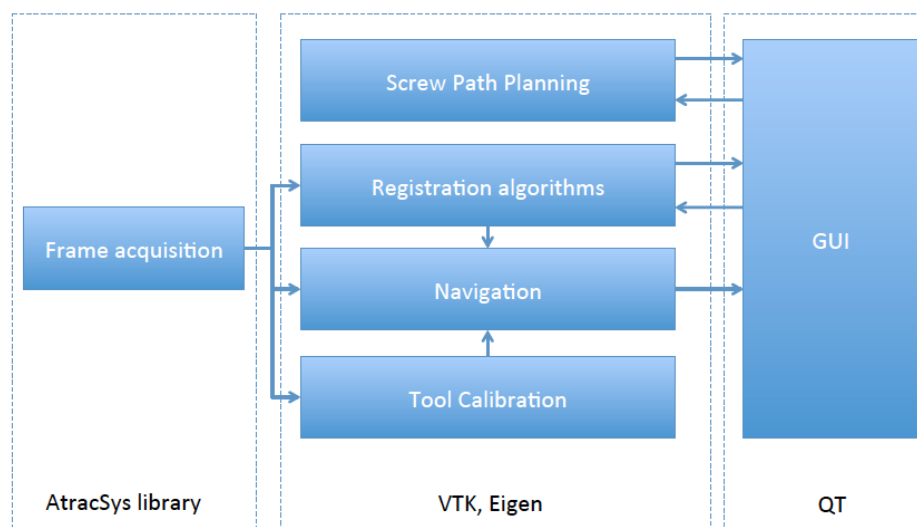 Screw Path Planning
Registration algorithms
Frame acquisition
Navigation
Tool Calibration
GUI
AtracSys library
VTK, Eigen
QT